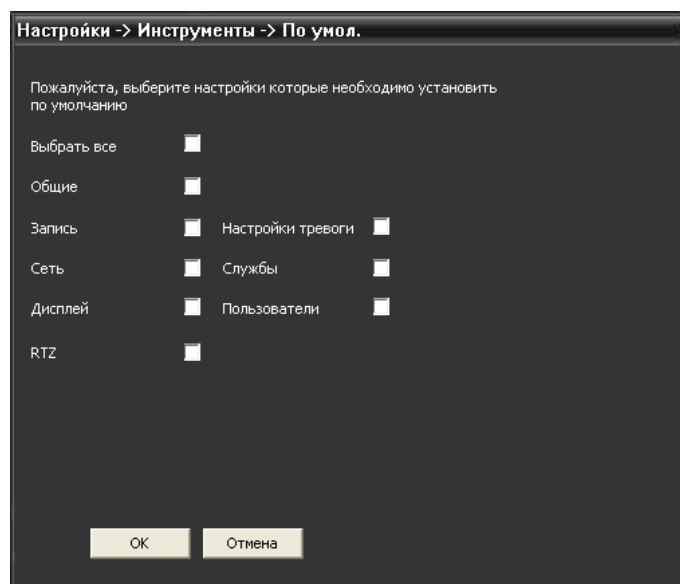 Настройки -> Инструменты -> По умол.
Пожалуйста, выберите настройки которые необходимо установить
по умолчанию
Выбрать все
Общие
Запись Настройки тревоги
Сеть Службы
Дисплей Пользователи
RTZ
OK Отмена